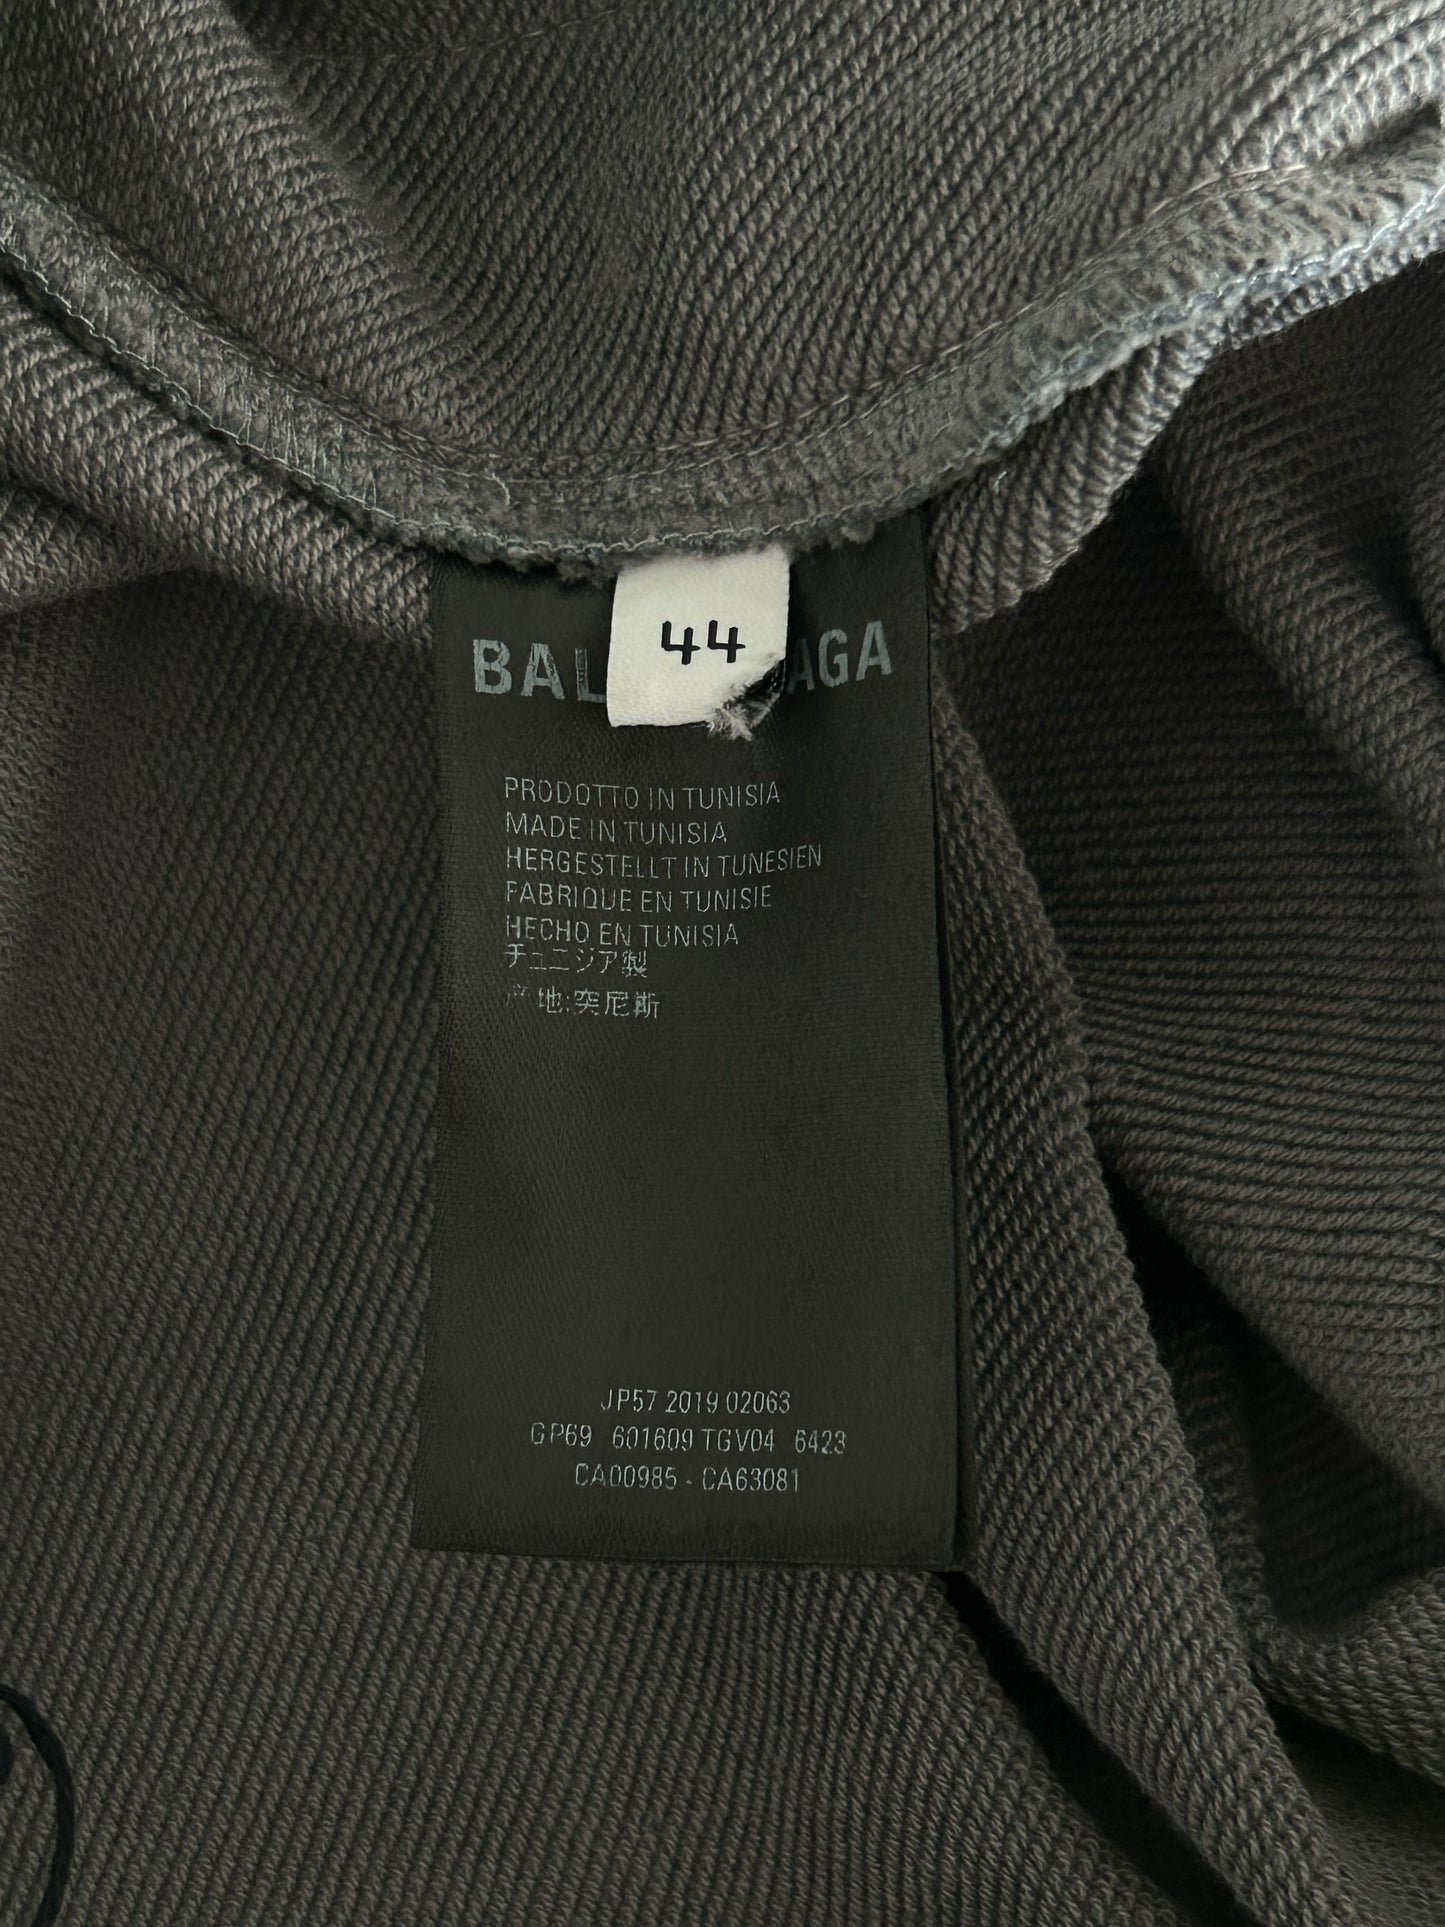 44
BAL AGA
PRODOTTO IN TUNISIA
MADE IN TUNISIA
HERGESTELLT IN TUNESIEN
FABRIQUE EN TUNISIE
HECHO EN TUNISIA
チュニジア製
产地:突尼斯
JP57 2019 02063
GP69 601609 TGV04 6423
CA00985 - CA63081